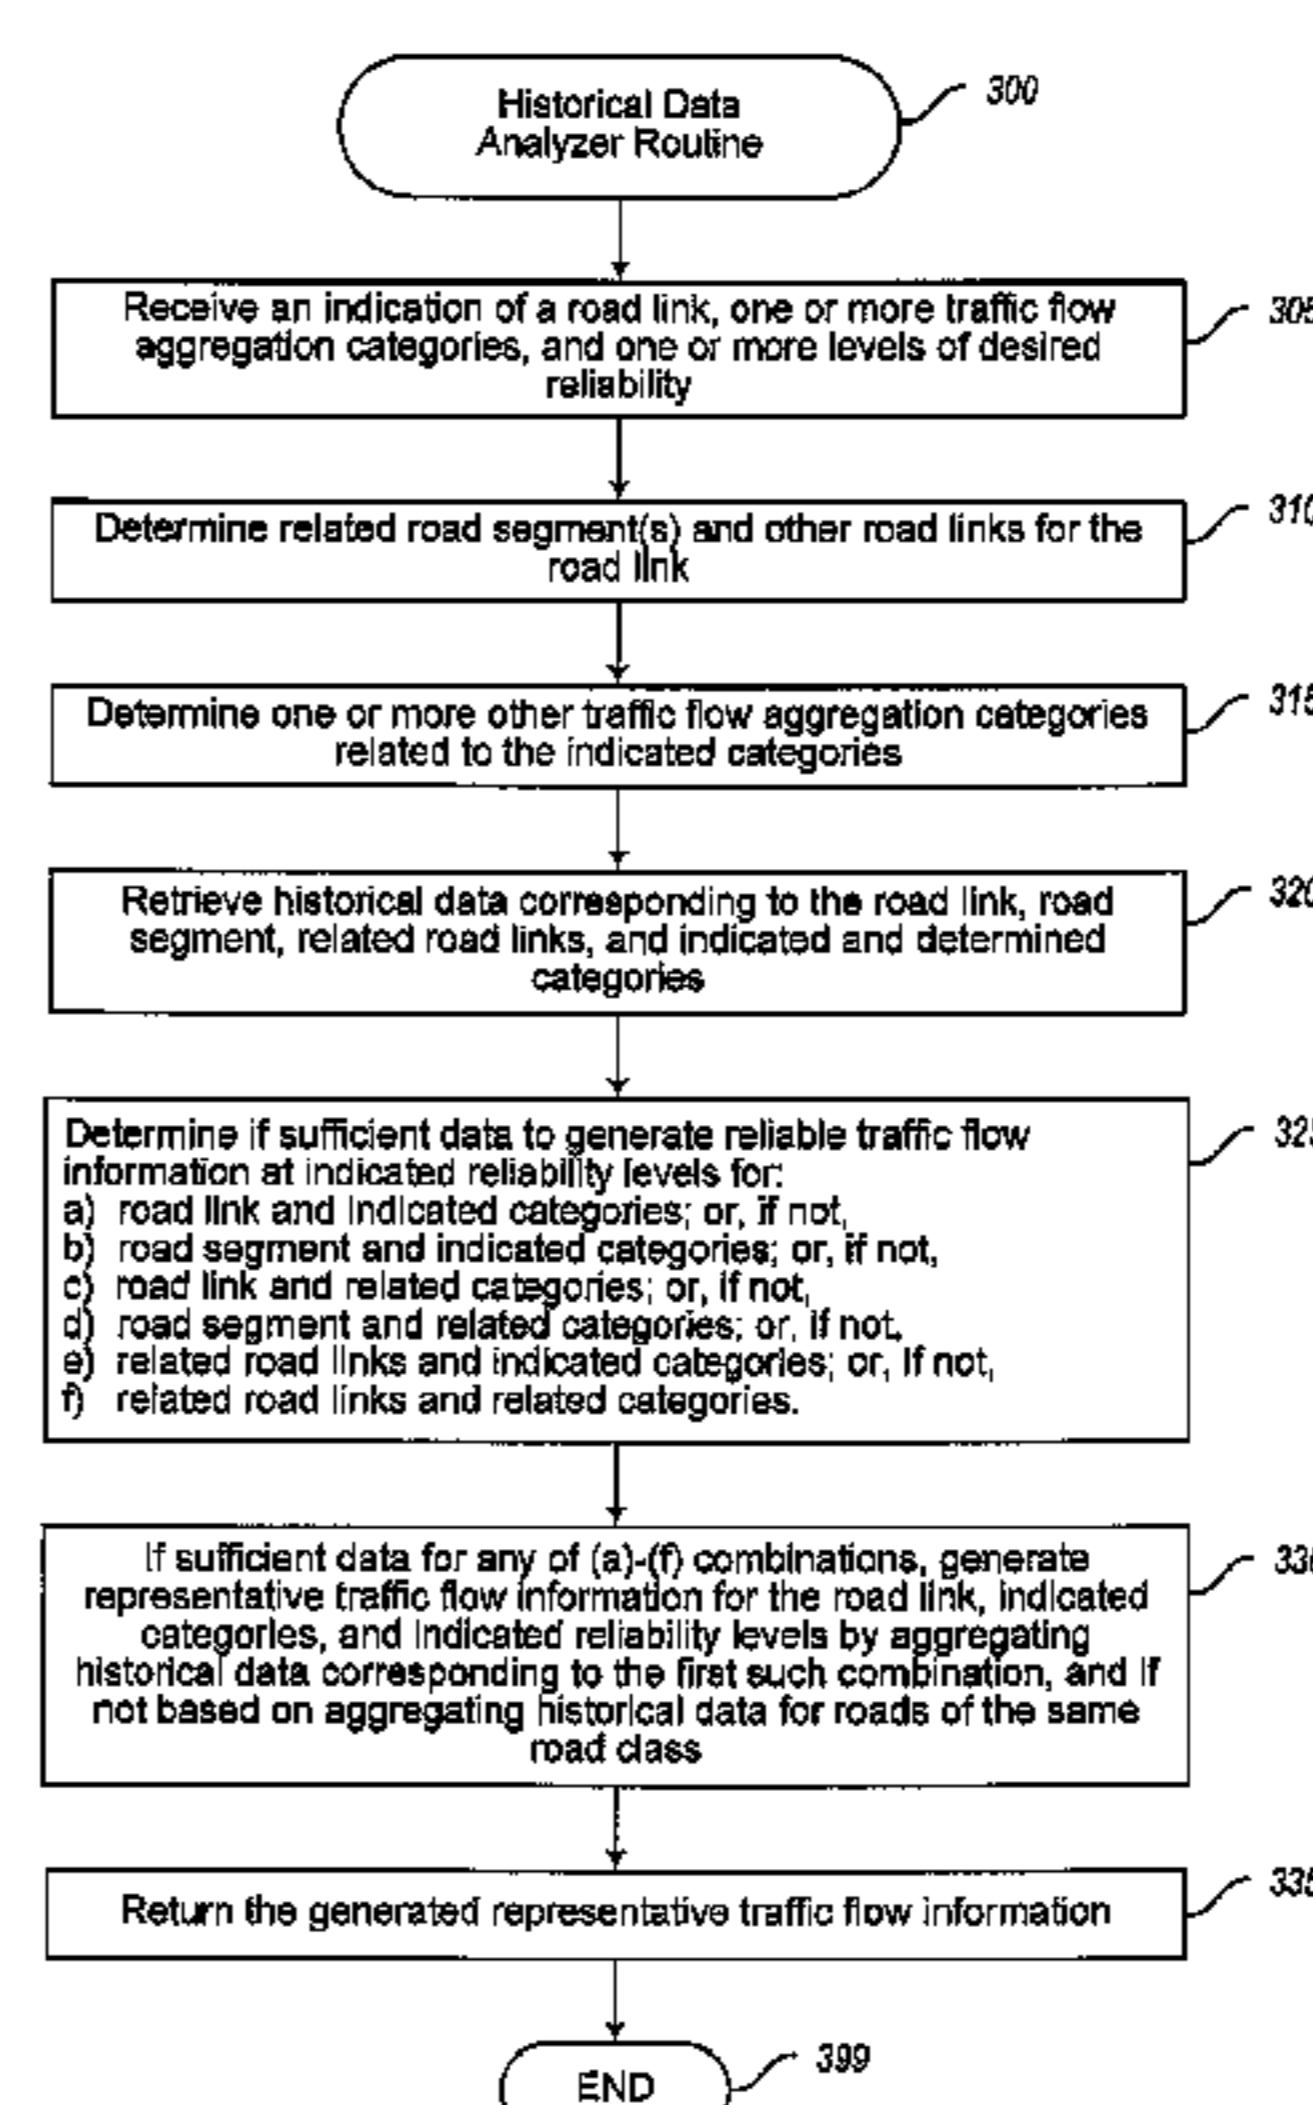 Historical Data
Analyzer Routine
300
Receive an indication of a road link, one or more traffic flow
aggregation categories, and one or more levels of desired
reliability
305
Determine related road segment(s) and other road links for the
road link
310
Determine one or more other traffic flow aggregation categories
related to the indicated categories
315
Retrieve historical data corresponding to the road link, road
segment, related road links, and indicated and determined
categories
320
Determine if sufficient data to generate reliable traffic flow
information at indicated reliability levels for:
a) road link and indicated categories; or, if not,
b) road segment and indicated categories; or, if not,
c) road link and related categories; or, if not,
d) road segment and related categories; or, if not,
e) related road links and indicated categories; or, if not,
f) related road links and related categories.
325
If sufficient data for any of (a)-(f) combinations, generate
representative traffic flow information for the road link, indicated
categories, and indicated reliability levels by aggregating
historical data corresponding to the first such combination, and if
not based on aggregating historical data for roads of the same
road class
330
Return the generated representative traffic flow information
335
END
399